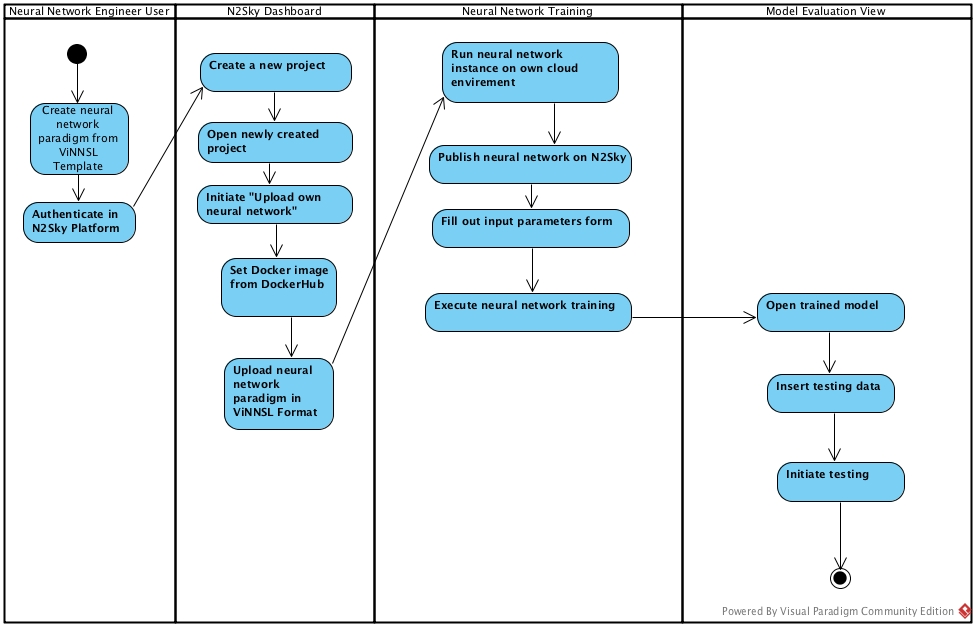 Neural Network Engineer User
N2Sky Dashboard
Neural Network Training
Model Evaluation View
Create neural
network
paradigm from
ViNNSL
Template
Authenticate in
N2Sky Platform
Create a new project
Open newly created
project
Initiate "Upload own
neural network"
Set Docker image
from DockerHub
Upload neural
network
paradigm in
ViNNSL Format
Run neural network
instance on own cloud
envirement
Publish neural network on N2Sky
Fill out input parameters form
Execute neural network training
Open trained model
Insert testing data
Initiate testing
Powered By Visual Paradigm Community Edition